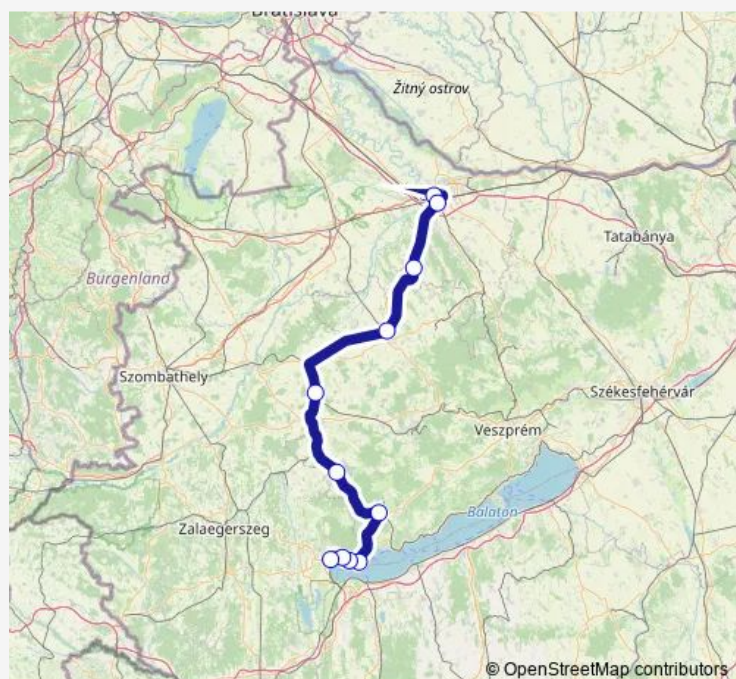 Bratislava
Žitný ostrov
Tatabánya
Burgenland
Szombathely
Székesfehérvár
Veszprém
Balaton
Zalaegerszeg
© OpenStreetMap contributors